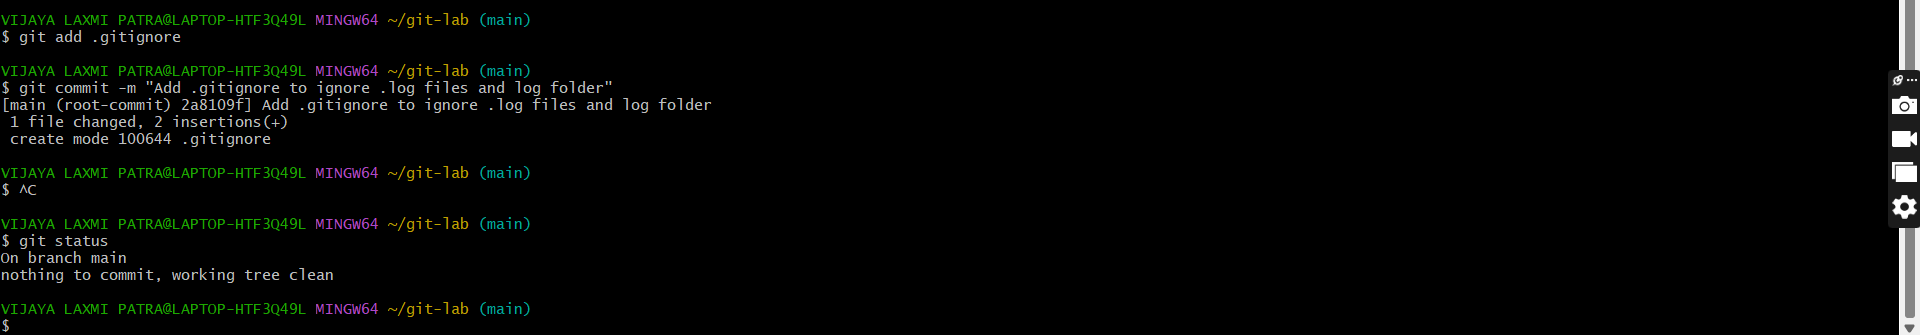 VIJAYA LAXMI PATRA@LAPTOP-HTF3Q49L MINGW64 ~/git-lab (main)
$ git add .gitignore
VIJAYA LAXMI PATRA@LAPTOP-HTF3Q49L MINGW64 ~/git-lab (main)
$ git commit -m "Add .gitignore to ignore .log files and log folder"
[main (root-commit) 2a8109f] Add .gitignore to ignore .log files and log folder
 1 file changed, 2 insertions(+)
 create mode 100644 .gitignore
VIJAYA LAXMI PATRA@LAPTOP-HTF3Q49L MINGW64 ~/git-lab (main)
$ ^C
VIJAYA LAXMI PATRA@LAPTOP-HTF3Q49L MINGW64 ~/git-lab (main)
$ git status
On branch main
nothing to commit, working tree clean
VIJAYA LAXMI PATRA@LAPTOP-HTF3Q49L MINGW64 ~/git-lab (main)
$